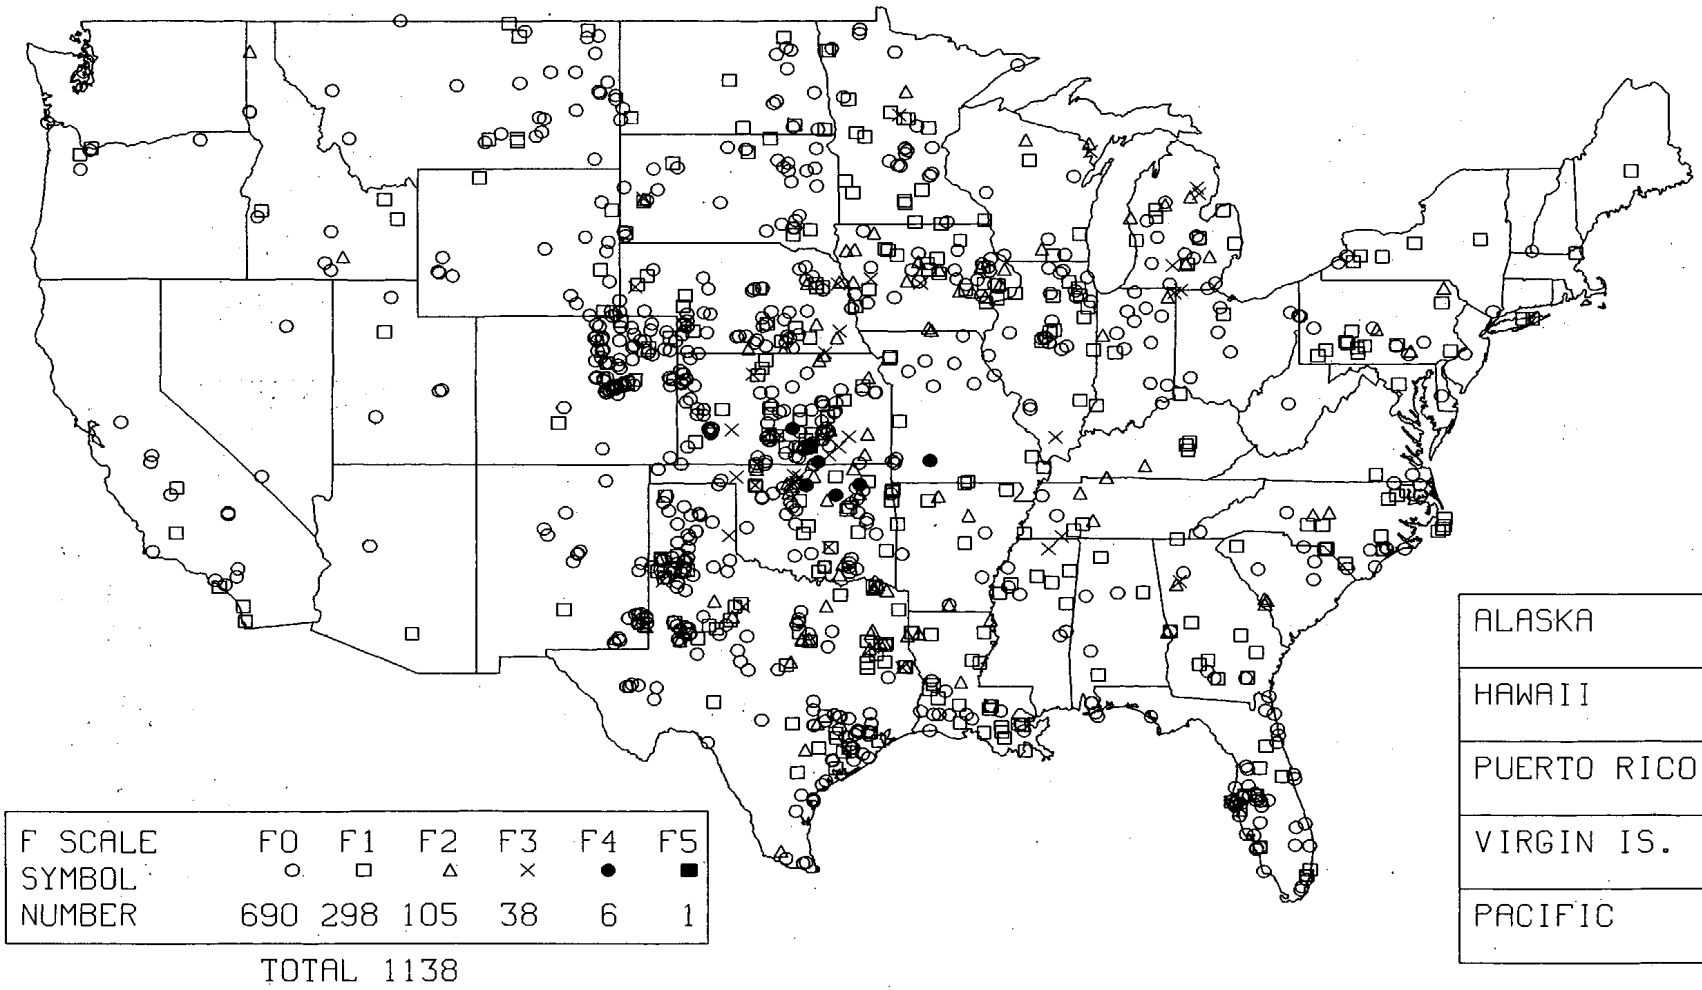 ALASKA
HAWAII
PUERTO RICO
VIRGIN IS.
PACIFIC
F SCALE F0 F1 F2 F3 F4 F5
SYMBOL
NUMBER 690 298 105 38 6 1
TOTAL 1138